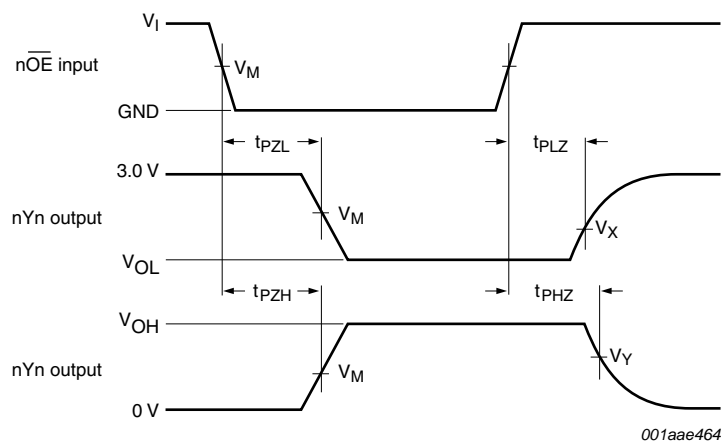 V_I
nO̅E̅ input
V_M
GND
t_PZL
t_PLZ
3.0 V
nYn output
V_M
V_X
V_OL
t_PZH
t_PHZ
V_OH
nYn output
V_M
V_Y
0 V
001aae464